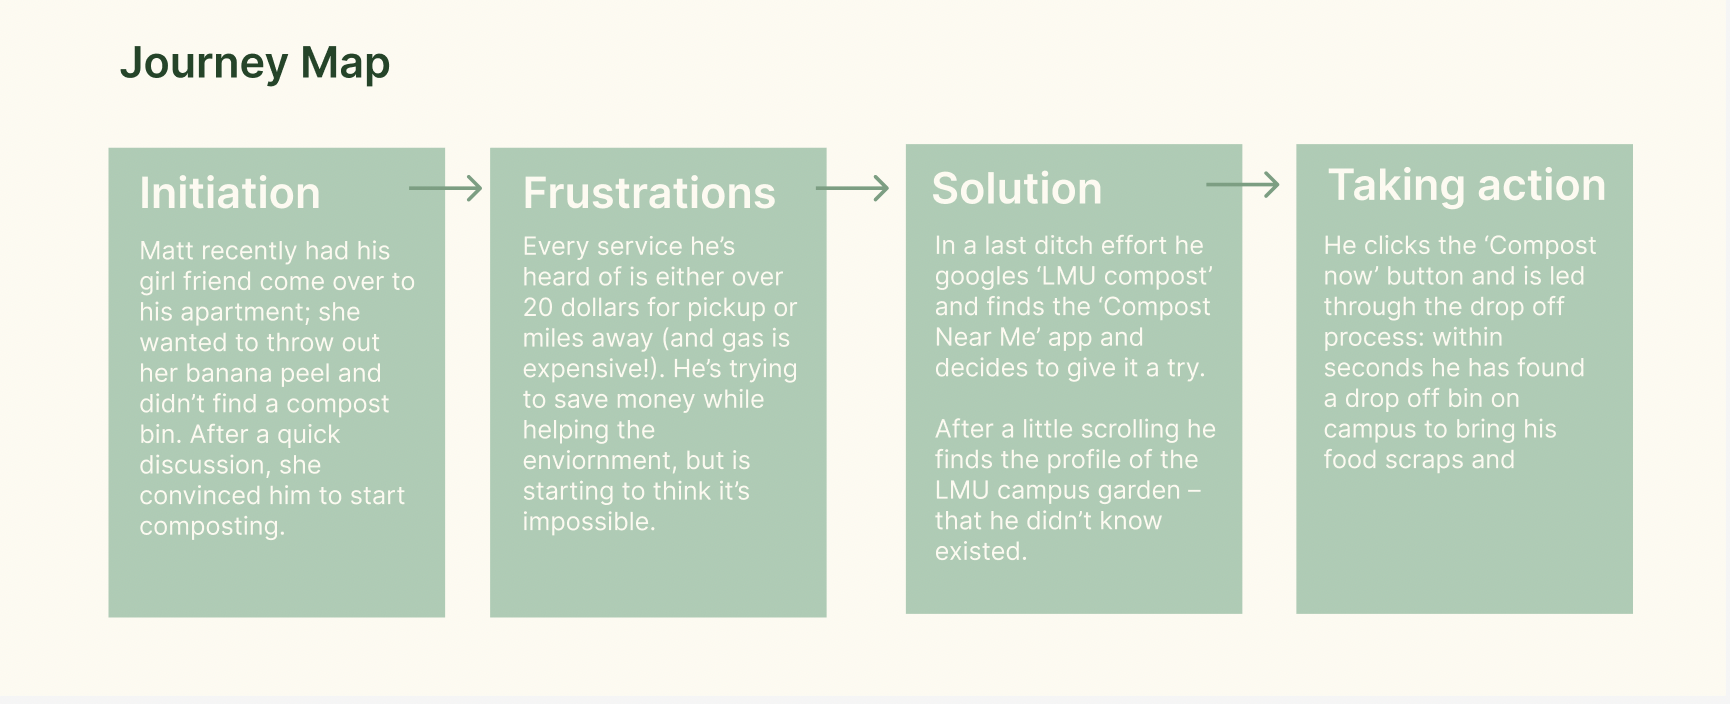 Journey Map
Initiation
Matt recently had his
girl friend come over to
his apartment; she
wanted to throw out
her banana peel and
didn’t find a compost
bin. After a quick
discussion, she
convinced him to start
composting.
Frustrations
Every service he’s
heard of is either over
20 dollars for pickup or
miles away (and gas is
expensive!). He’s trying
to save money while
helping the
enviornment, but is
starting to think it’s
impossible.
Solution
In a last ditch effort he
googles ‘LMU compost’
and finds the ‘Compost
Near Me’ app and
decides to give it a try.
After a little scrolling he
finds the profile of the
LMU campus garden –
that he didn’t know
existed.
Taking action
He clicks the ‘Compost
now’ button and is led
through the drop off
process: within
seconds he has found
a drop off bin on
campus to bring his
food scraps and